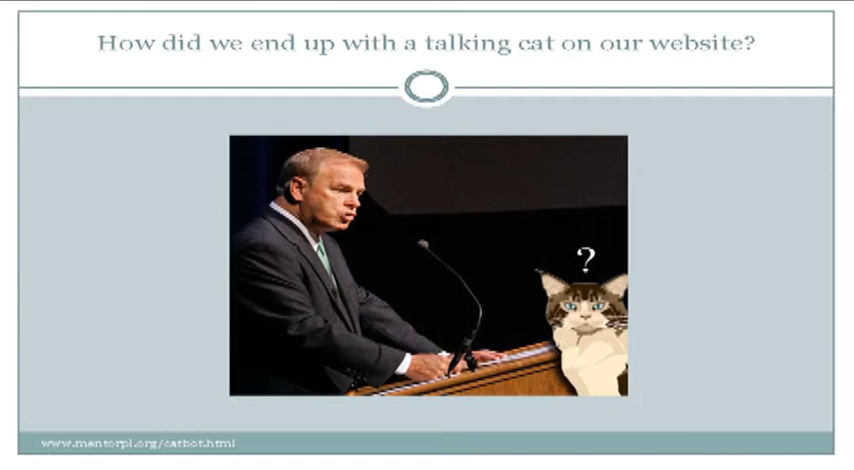 How did we end up with a talking cat on our website?
?
www.mentorpl.org/catbot.html